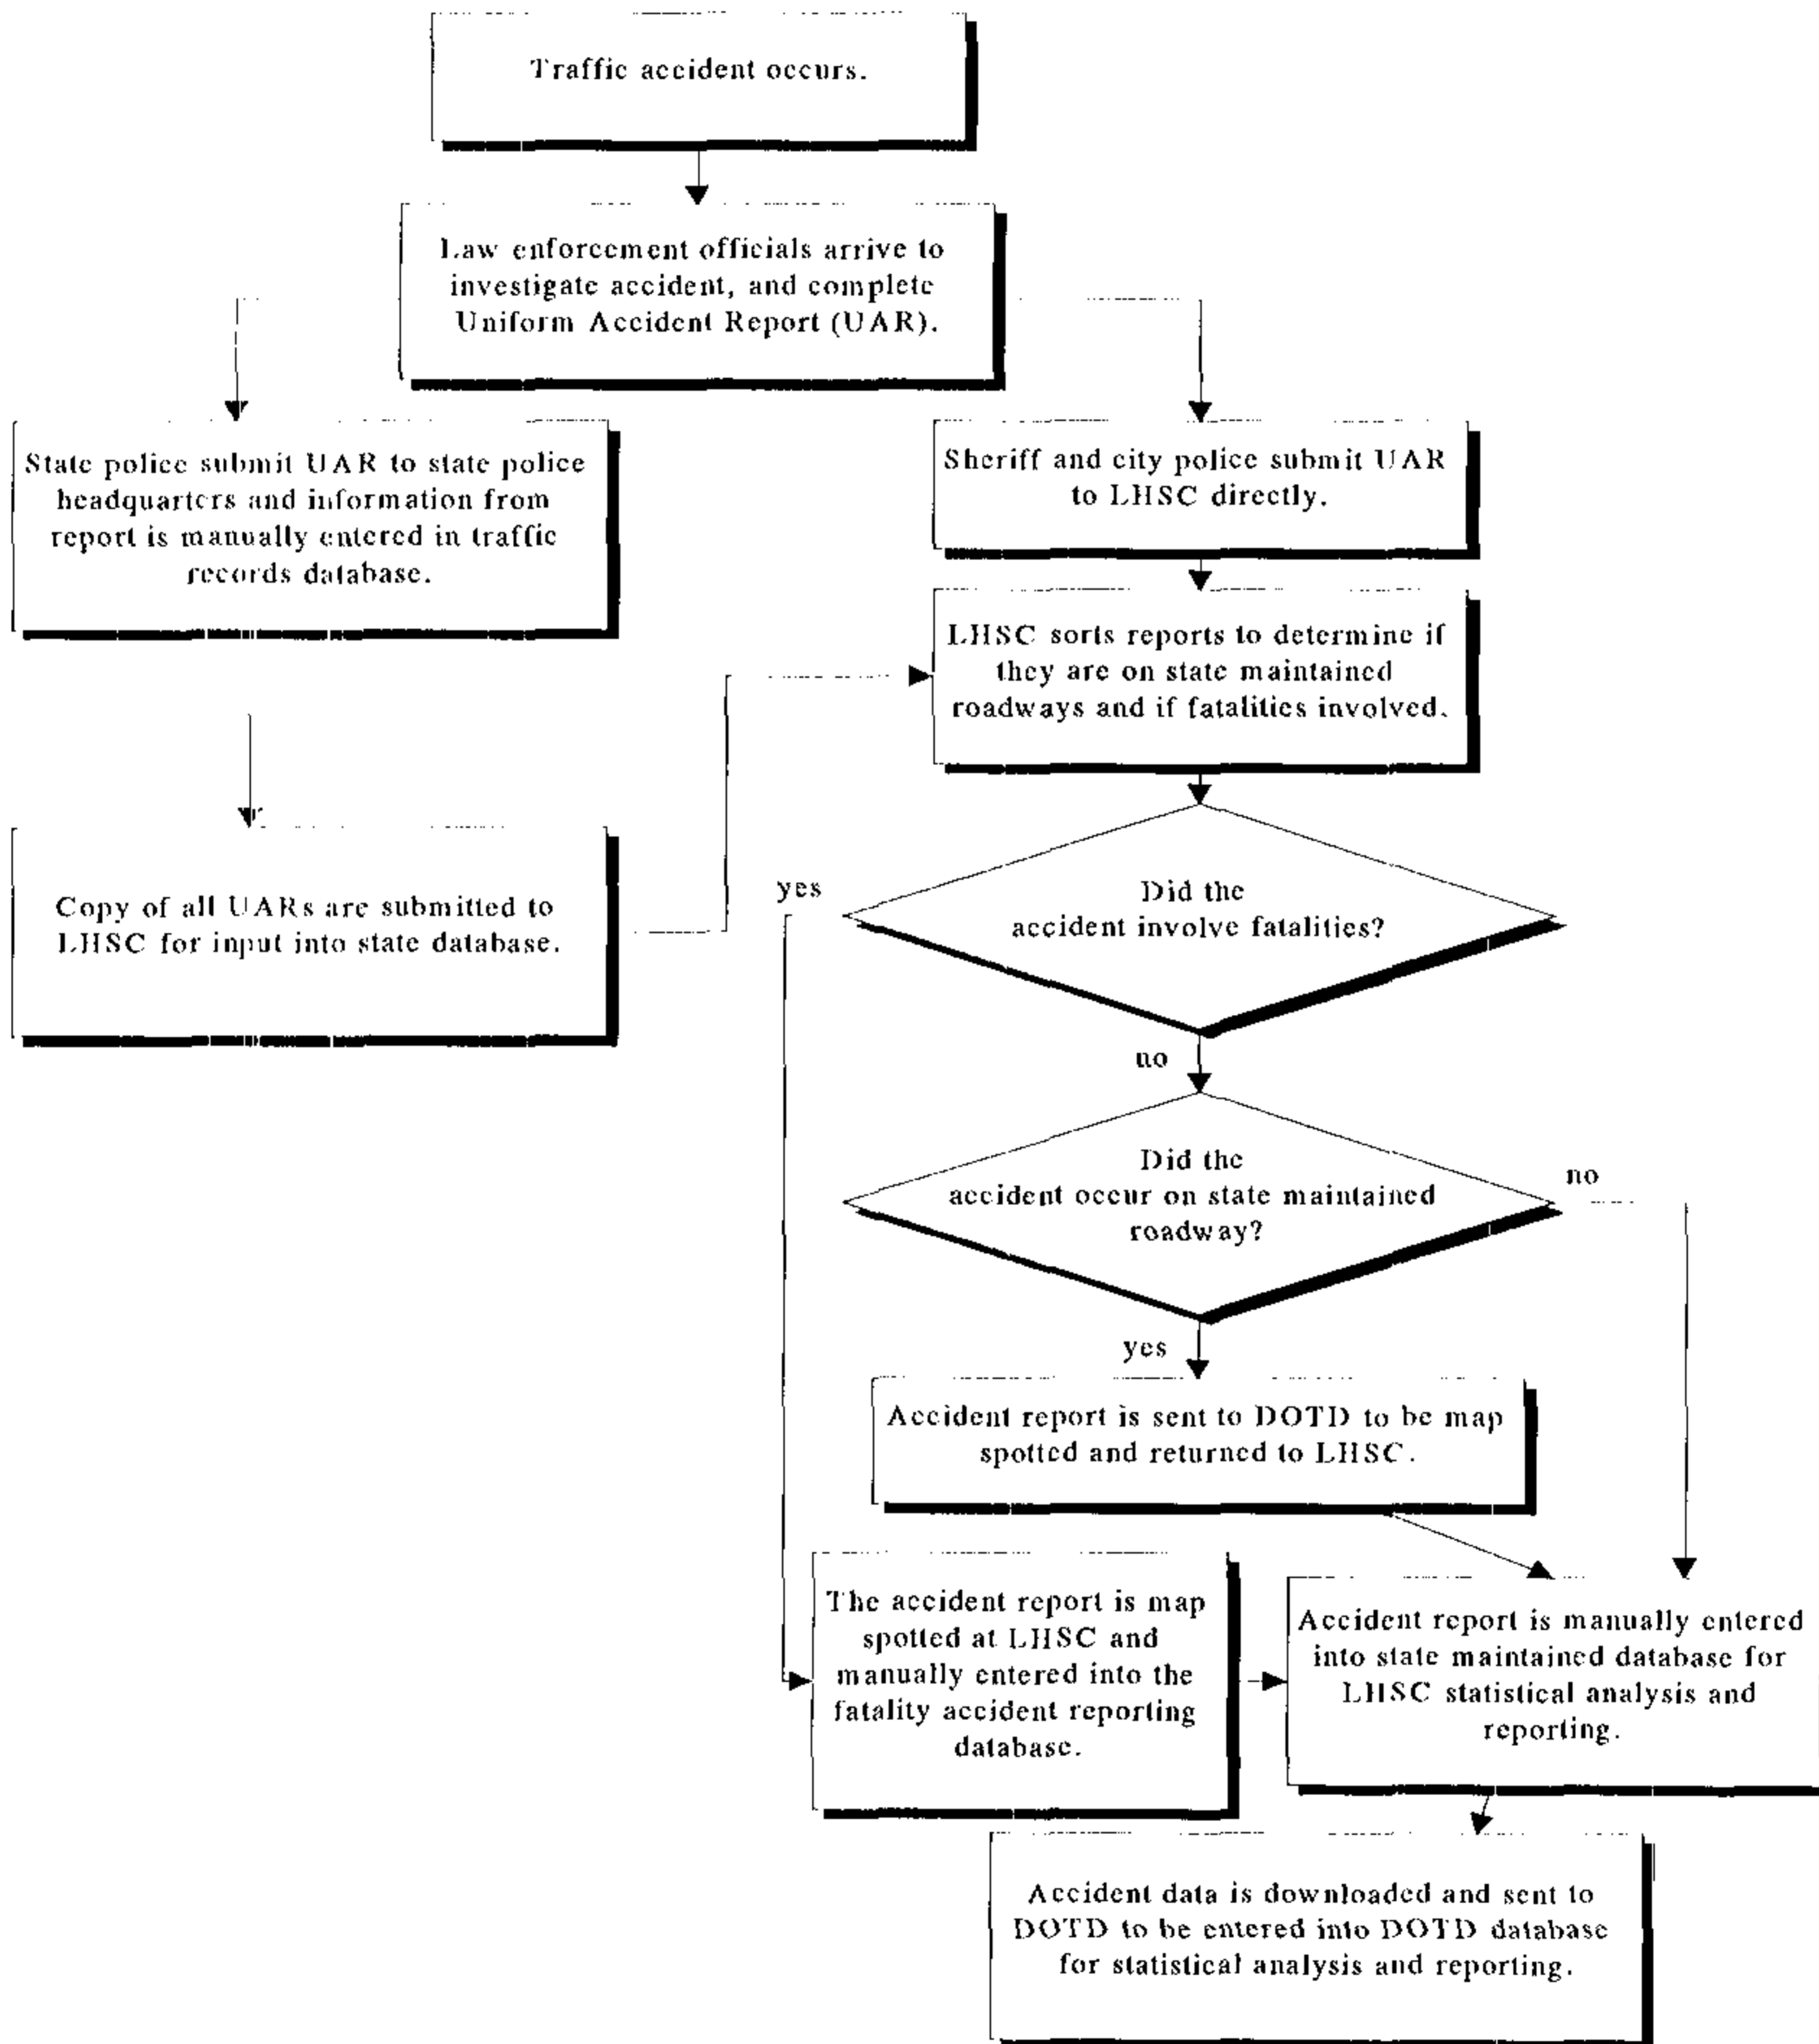 Traffic accident occurs.
Law enforcement officials arrive to
investigate accident, and complete
Uniform Accident Report (UAR).
State police submit UAR to state police
headquarters and information from
report is manually entered in traffic
records database.
Sheriff and city police submit UAR
to LHSC directly.
LHSC sorts reports to determine if
they are on state maintained
roadways and if fatalities involved.
Copy of all UARs are submitted to
LHSC for input into state database.
yes
Did the
accident involve fatalities?
no
Did the
accident occur on state maintained
roadway?
no
yes
Accident report is sent to DOTD to be map
spotted and returned to LHSC.
The accident report is map
spotted at LHSC and
manually entered into the
fatality accident reporting
database.
Accident report is manually entered
into state maintained database for
LHSC statistical analysis and
reporting.
Accident data is downloaded and sent to
DOTD to be entered into DOTD database
for statistical analysis and reporting.